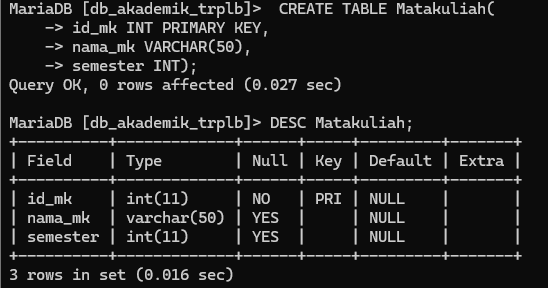 MariaDB [db_akademik_trplb]>  CREATE TABLE Matakuliah(
    -> id_mk INT PRIMARY KEY,
    -> nama_mk VARCHAR(50),
    -> semester INT);
Query OK, 0 rows affected (0.027 sec)

MariaDB [db_akademik_trplb]> DESC Matakuliah;
+----------+-------------+------+-----+---------+-------+
| Field    | Type        | Null | Key | Default | Extra |
+----------+-------------+------+-----+---------+-------+
| id_mk    | int(11)     | NO   | PRI | NULL    |       |
| nama_mk  | varchar(50) | YES  |     | NULL    |       |
| semester | int(11)     | YES  |     | NULL    |       |
+----------+-------------+------+-----+---------+-------+
3 rows in set (0.016 sec)